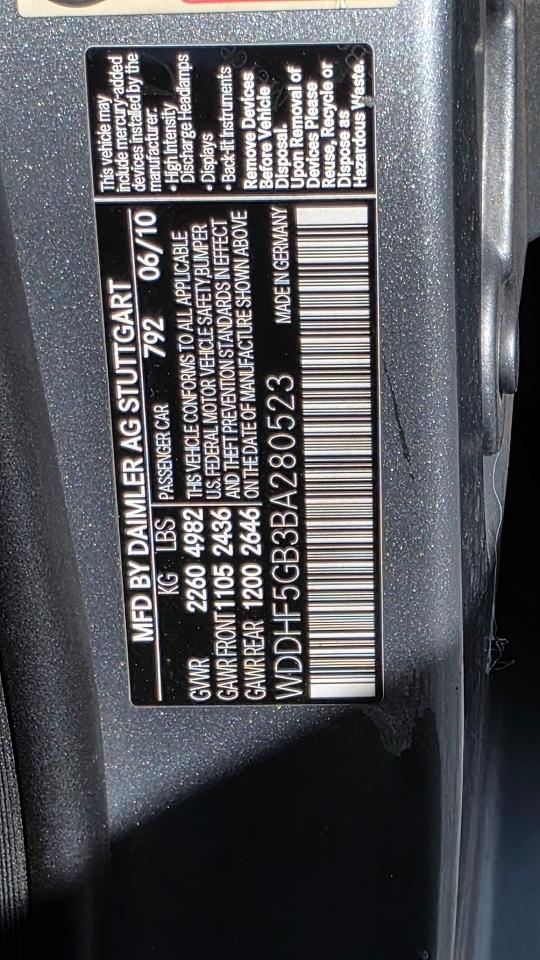 MFD BY DAIMLER AG STUTTGART
KG LBS PASSENGER CAR 792 06/10
GVWR 2260 4982 THIS VEHICLE CONFORMS TO ALL APPLICABLE
GAWR FRONT 1105 2436 U.S. FEDERAL MOTOR VEHICLE SAFETY, BUMPER
GAWR REAR 1200 2646 AND THEFT PREVENTION STANDARDS IN EFFECT
ON THE DATE OF MANUFACTURE SHOWN ABOVE
WDDHF5GB3BA280523 MADE IN GERMANY
This vehicle may
include mercury-added
devices installed by the
manufacturer:
• High Intensity
Discharge Headlamps
• Displays
• Back-lit Instruments
Remove Devices
Before Vehicle
Disposal.
Upon Removal of
Devices Please
Reuse, Recycle or
Dispose as
Hazardous Waste.